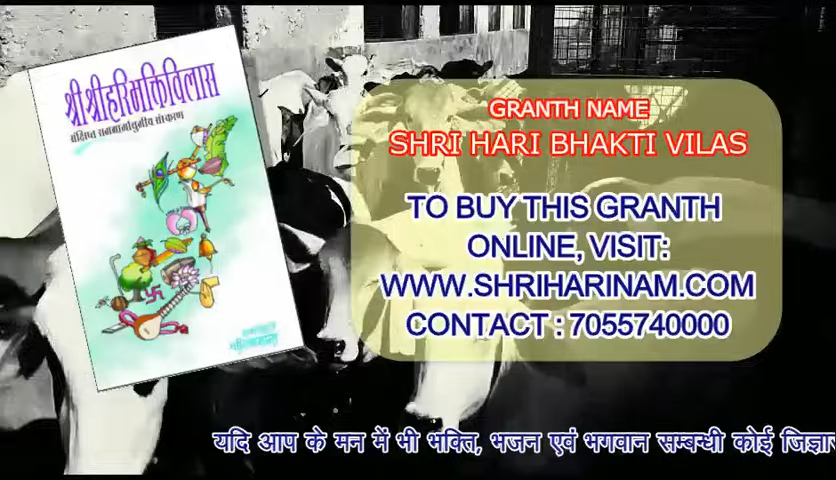 श्रीश्रीहरिभक्तिविलास
GRANTH NAME
SHRI HARI BHAKTI VILAS
TO BUY THIS GRANTH
ONLINE, VISIT:
WWW.SHRIHARINAM.COM
CONTACT : 7055740000
यदि आप के मन में भी भक्ति, भजन एवं भगवान सम्बन्धी कोई